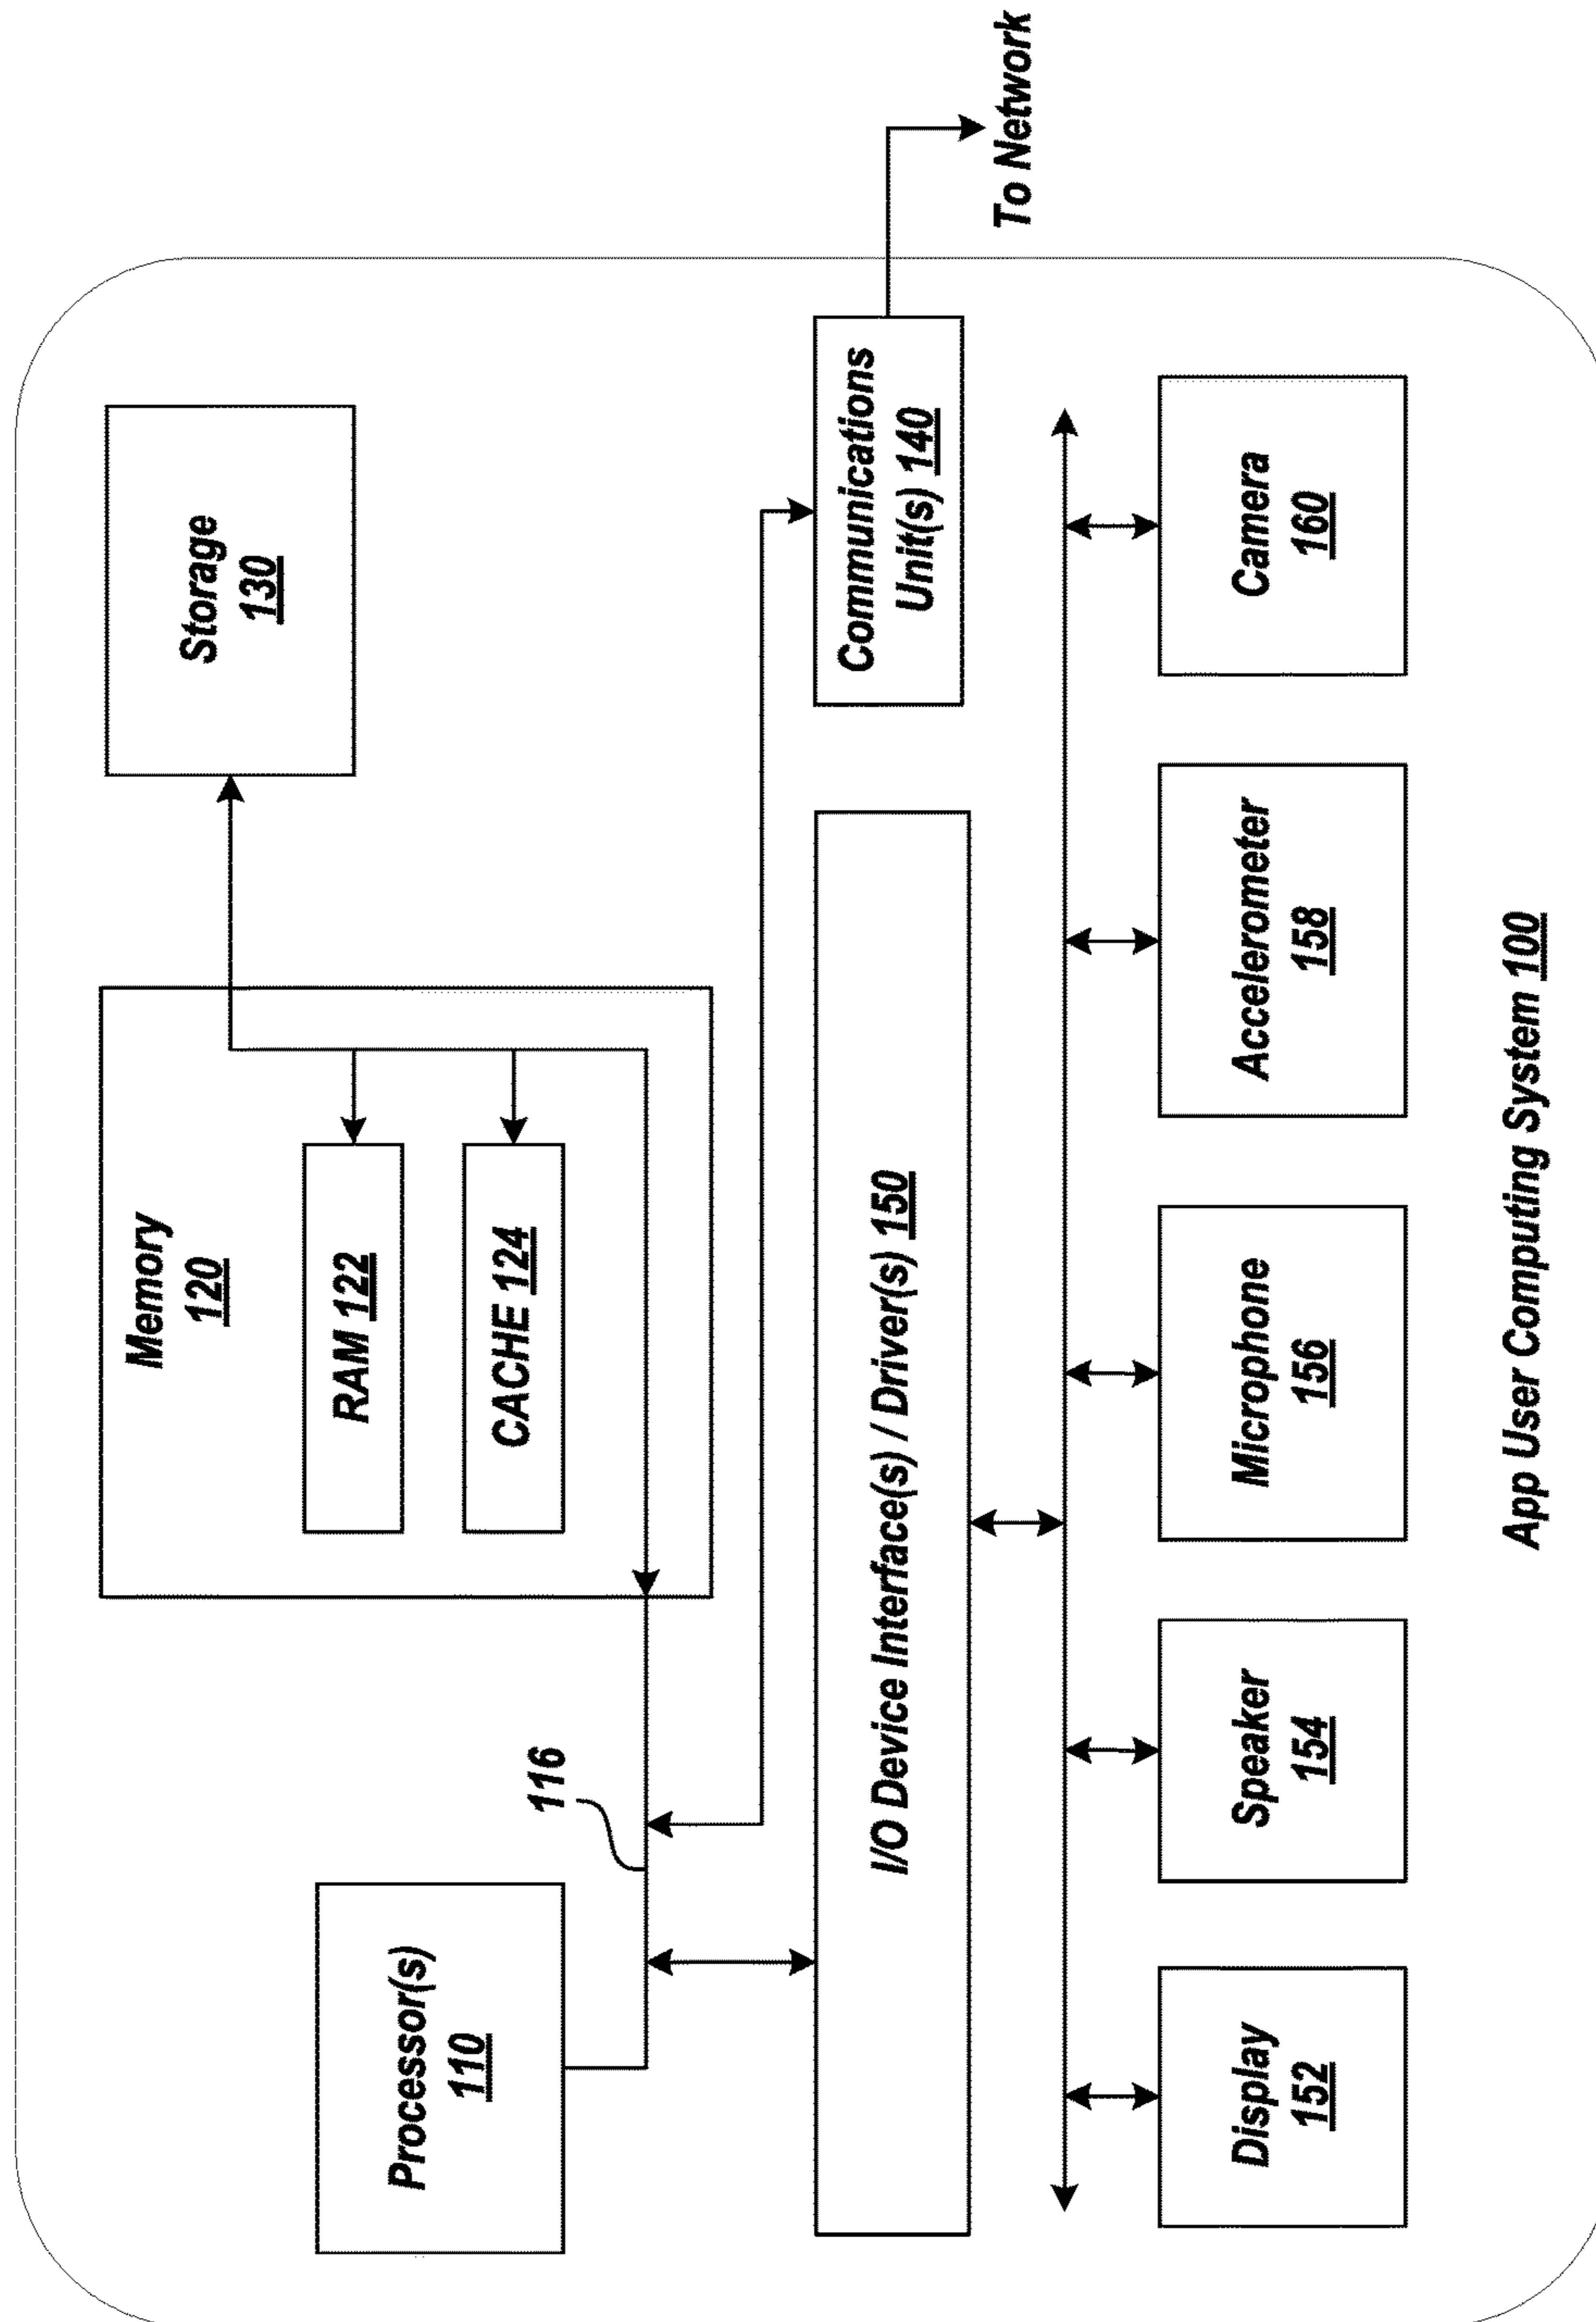 Storage
130
Memory
120
RAM 122
CACHE 124
Processor(s)
110
116
Communications
Unit(s) 140
To Network
I/O Device Interface(s) / Driver(s) 150
Display
152
Speaker
154
Microphone
156
Accelerometer
158
Camera
160
App User Computing System 100